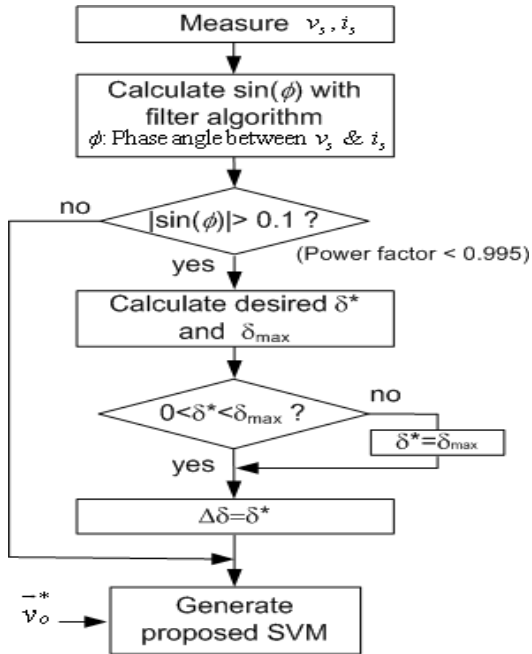 Measure v_s, i_s
Calculate sin(ϕ) with
filter algorithm
ϕ: Phase angle between v_s & i_s
no
|sin(ϕ)|> 0.1 ?
(Power factor < 0.995)
yes
Calculate desired δ*
and δ_max
no
0<δ*<δ_max ?
δ*=δ_max
yes
Δδ=δ*
v̄_o*
Generate
proposed SVM